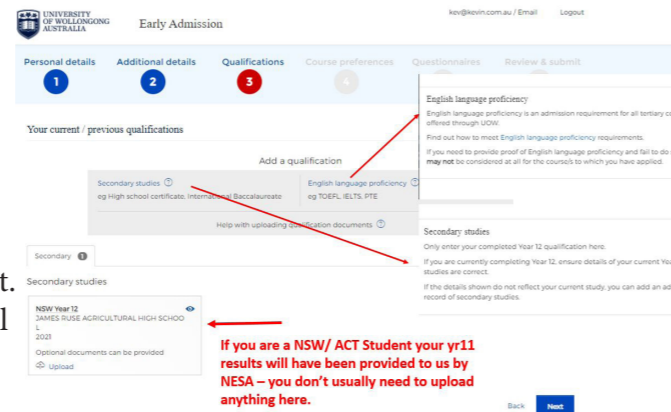 UNIVERSITY
OF WOLLONGONG
AUSTRALIA
Early Admission
kev@kevin.com.au / Email Logout
Personal details Additional details Qualifications Course preferences Questionnaires Review & submit
1 2 3 4
Your current / previous qualifications
Add a qualification
Secondary studies ?
eg High school certificate, International Baccalaureate
English language proficiency ?
eg TOEFL, IELTS, PTE
Help with uploading qualification documents ?
English language proficiency
English language proficiency is an admission requirement for all tertiary
offered through UOW.
Find out how to meet English language proficiency requirements.
If you need to provide proof of English language proficiency and fail to do
may not be considered at all for the course/s to which you have applied.
Secondary studies
Only enter your completed Year 12 qualification here.
If you are currently completing Year 12, ensure details of your current
studies are correct.
If the details shown do not reflect your current study, you can add an
record of secondary studies.
Secondary 1
t.
Secondary studies
l
NSW Year 12
JAMES RUSE AGRICULTURAL HIGH SCHOO
L
2021
Optional documents can be provided
Upload
If you are a NSW/ ACT Student your yr11
results will have been provided to us by
NESA – you don't usually need to upload
anything here.
Back Next